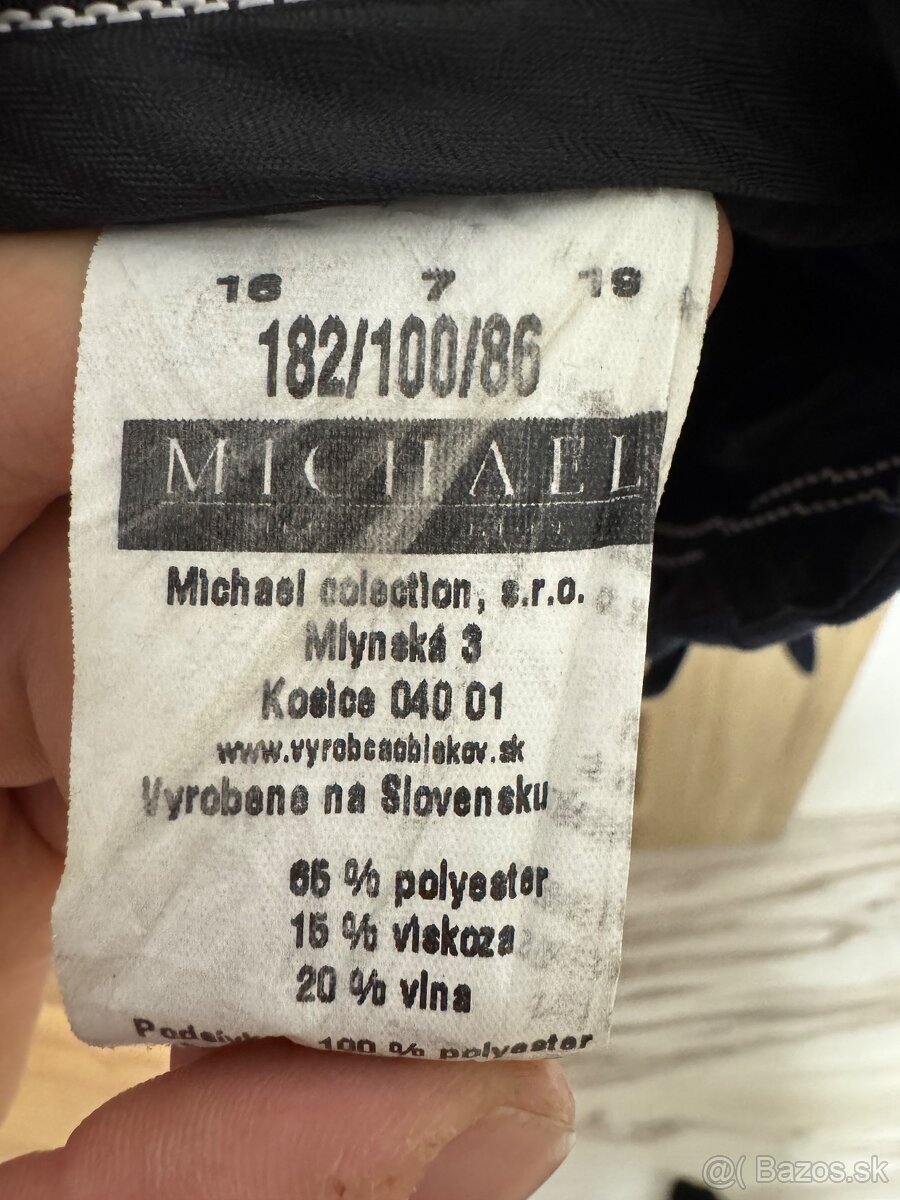 16 7 19
182/100/86
MICHAEL
Michael colection, s.r.o.
Mlynská 3
Kosice 040 01
www.vyrobcaoblekov.sk
Vyrobene na Slovensku
65 % polyester
15 % viskoza
20 % vlna
100 % polyester
@( Bazos.sk